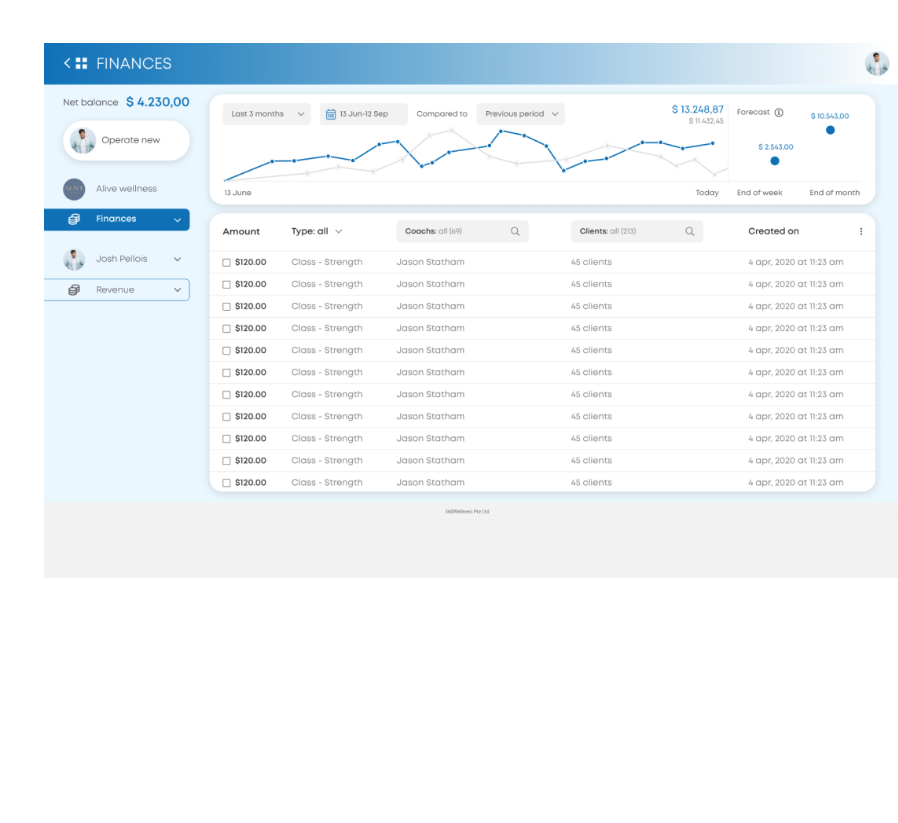 FINANCES
Net balance $ 4.230,00
Operate new
Alive wellness
Finances
Josh Pellois
Revenue
Last 3 months
13 Jun-12 Sep
Compared to
Previous period
$ 13.248,87
$ 11.432,45
Forecast
$ 10.543,00
$ 2.543,00
13 June
Today
End of week
End of month
Amount Type: all Coachs: all (69) Clients: all (213) Created on
$120.00 Class - Strength Jason Statham 45 clients 4 apr, 2020 at 11:23 am
$120.00 Class - Strength Jason Statham 45 clients 4 apr, 2020 at 11:23 am
$120.00 Class - Strength Jason Statham 45 clients 4 apr, 2020 at 11:23 am
$120.00 Class - Strength Jason Statham 45 clients 4 apr, 2020 at 11:23 am
$120.00 Class - Strength Jason Statham 45 clients 4 apr, 2020 at 11:23 am
$120.00 Class - Strength Jason Statham 45 clients 4 apr, 2020 at 11:23 am
$120.00 Class - Strength Jason Statham 45 clients 4 apr, 2020 at 11:23 am
$120.00 Class - Strength Jason Statham 45 clients 4 apr, 2020 at 11:23 am
$120.00 Class - Strength Jason Statham 45 clients 4 apr, 2020 at 11:23 am
$120.00 Class - Strength Jason Statham 45 clients 4 apr, 2020 at 11:23 am
$120.00 Class - Strength Jason Statham 45 clients 4 apr, 2020 at 11:23 am
Pte Ltd